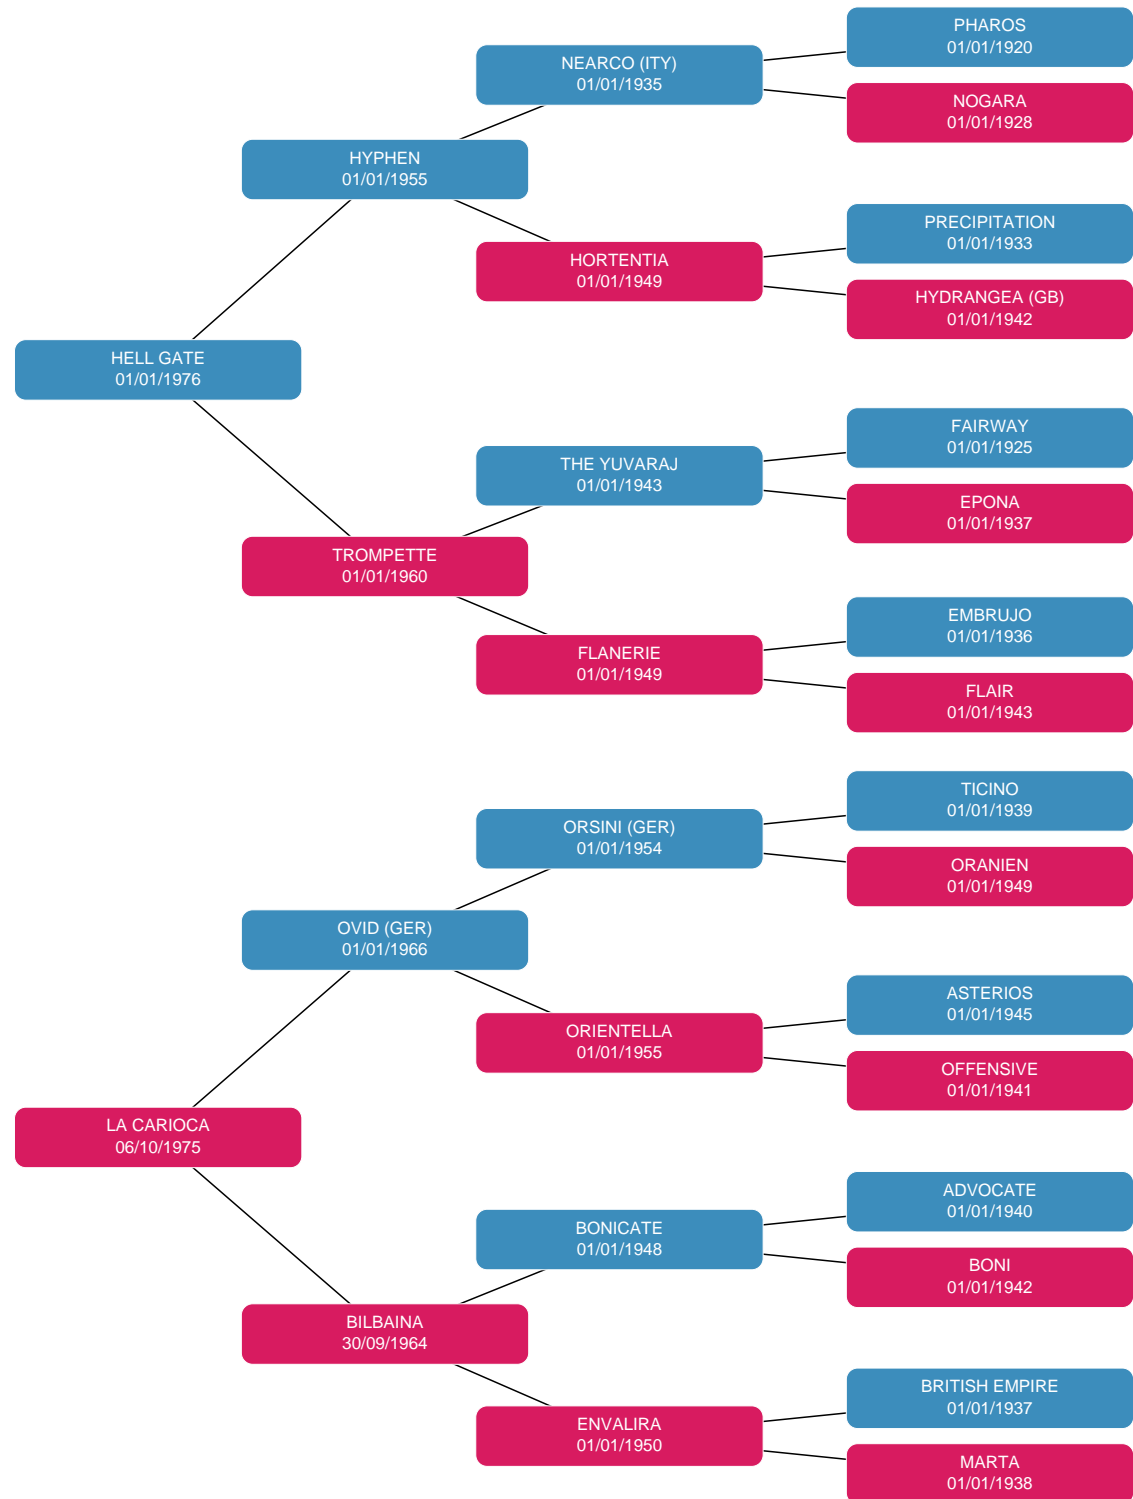 PHAROS
01/01/1920
NEARCO (ITY)
01/01/1935
NOGARA
01/01/1928
HYPHEN
01/01/1955
PRECIPITATION
01/01/1933
HORTENTIA
01/01/1949
HYDRANGEA (GB)
01/01/1942
HELL GATE
01/01/1976
FAIRWAY
01/01/1925
THE YUVARAJ
01/01/1943
EPONA
01/01/1937
TROMPETTE
01/01/1960
EMBRUJO
01/01/1936
FLANERIE
01/01/1949
FLAIR
01/01/1943
TICINO
01/01/1939
ORSINI (GER)
01/01/1954
ORANIEN
01/01/1949
OVID (GER)
01/01/1966
ASTERIOS
01/01/1945
ORIENTELLA
01/01/1955
OFFENSIVE
01/01/1941
LA CARIOCA
06/10/1975
ADVOCATE
01/01/1940
BONICATE
01/01/1948
BONI
01/01/1942
BILBAINA
30/09/1964
BRITISH EMPIRE
01/01/1937
ENVALIRA
01/01/1950
MARTA
01/01/1938